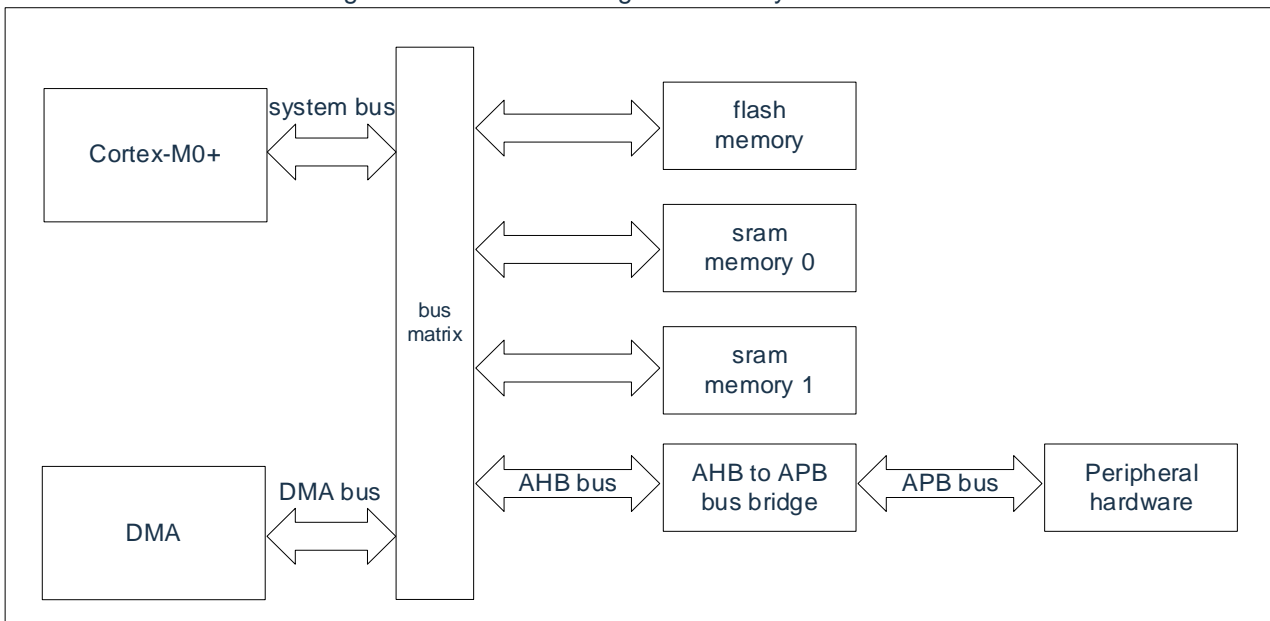 system bus
Cortex-M0+
flash
memory
sram
memory 0
bus
matrix
sram
memory 1
DMA bus
DMA
AHB bus
AHB to APB
bus bridge
APB bus
Peripheral
hardware